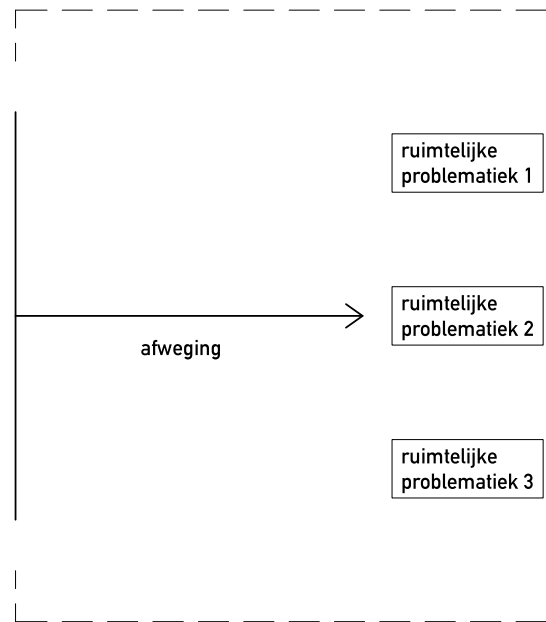 ruimtelijke
problematiek 1
ruimtelijke
problematiek 2
afweging
ruimtelijke
problematiek 3